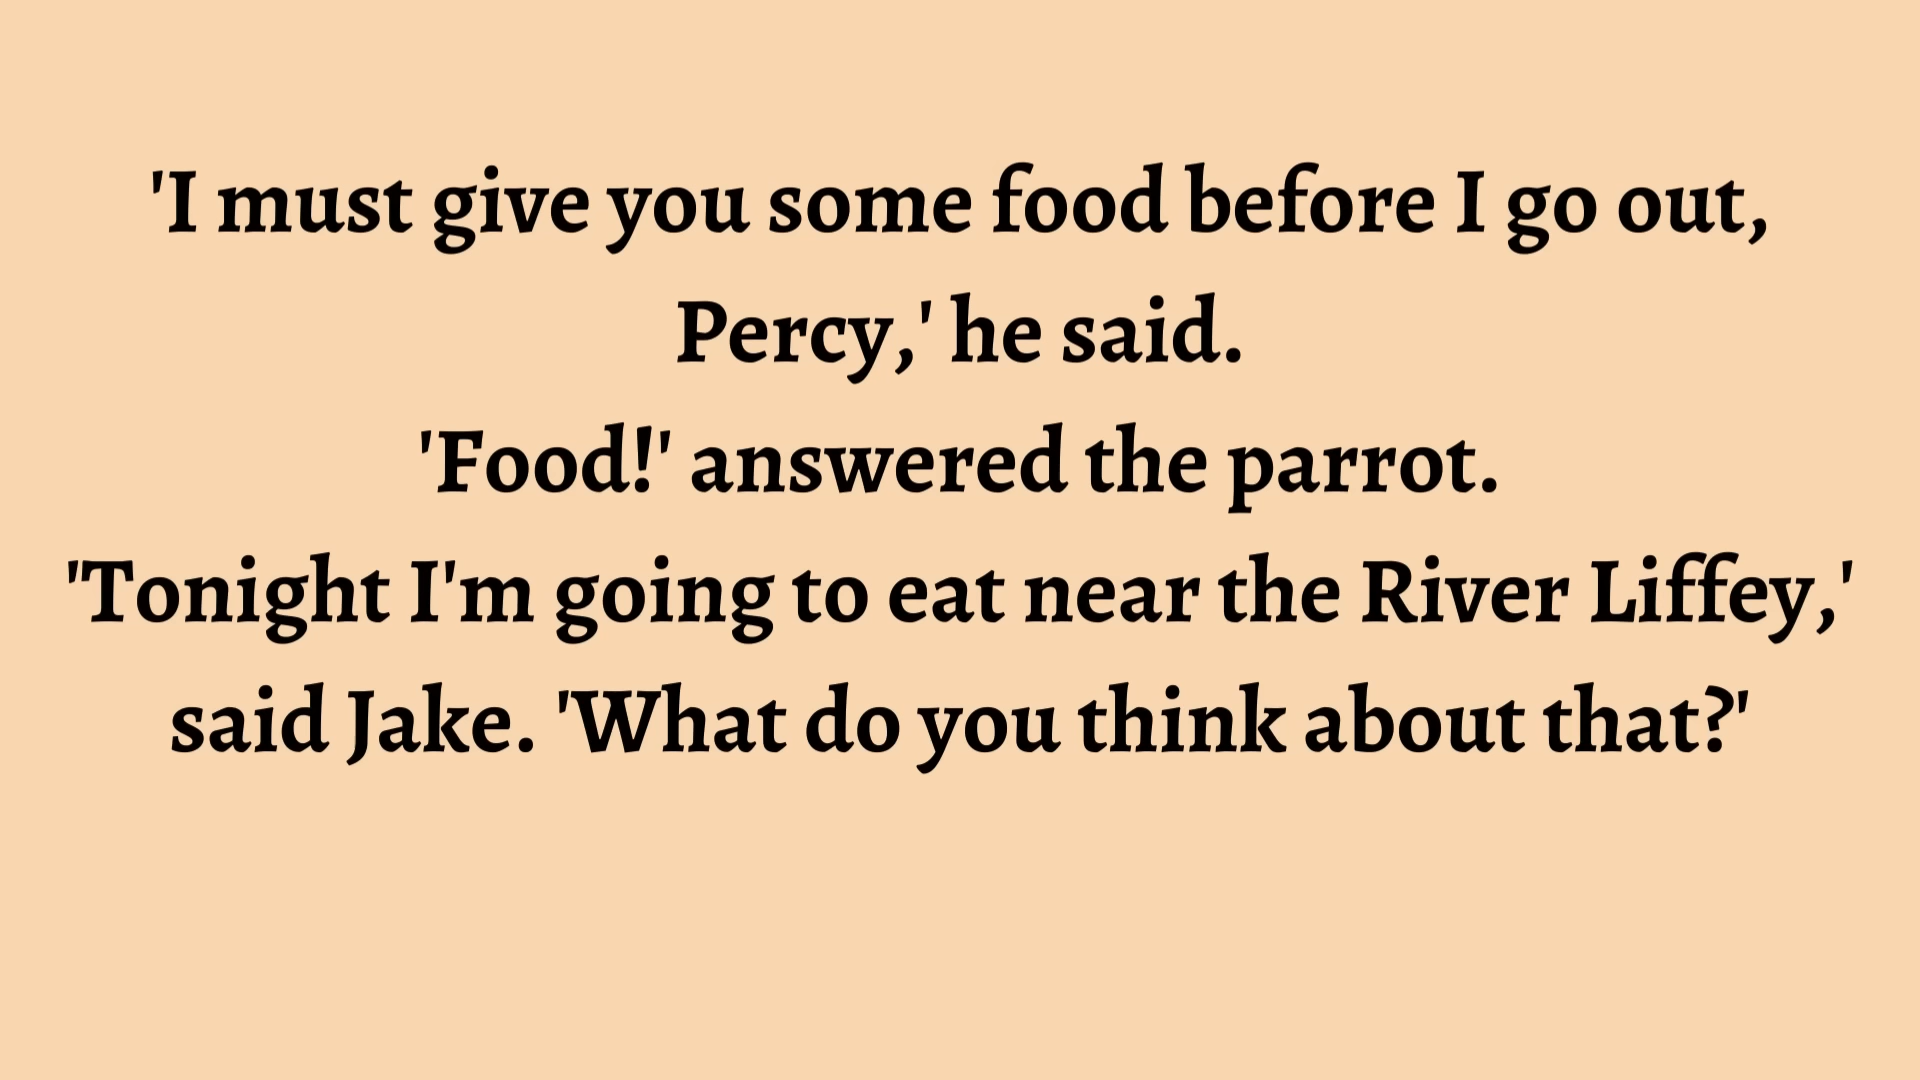 'I must give you some food before I go out,
Percy,' he said.
'Food!' answered the parrot.
'Tonight I'm going to eat near the River Liffey,'
said Jake. 'What do you think about that?'